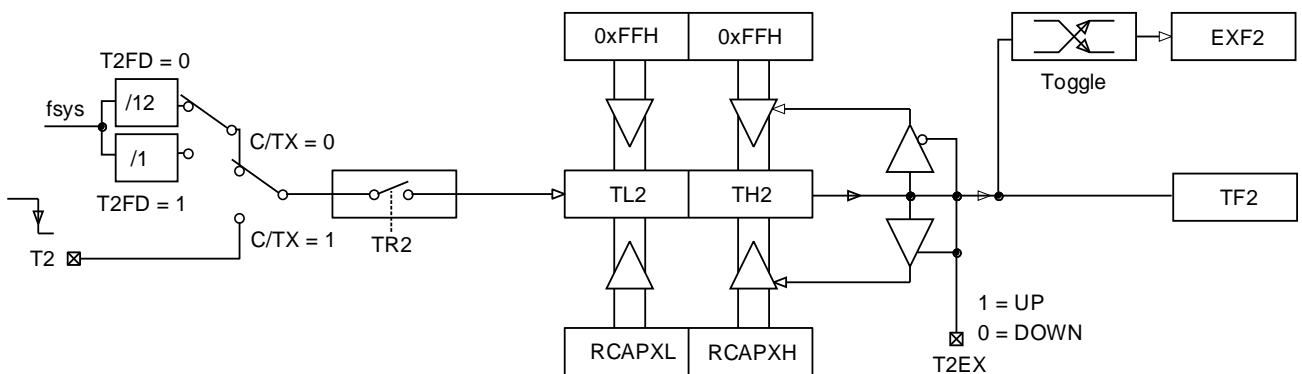 0xFFH 0xFFH
EXF2
Toggle
T2FD = 0
fsys
/12
C/TX = 0
/1
T2FD = 1
TL2 TH2
TF2
C/TX = 1
TR2
T2
1 = UP
0 = DOWN
RCAPXL RCAPXH
T2EX